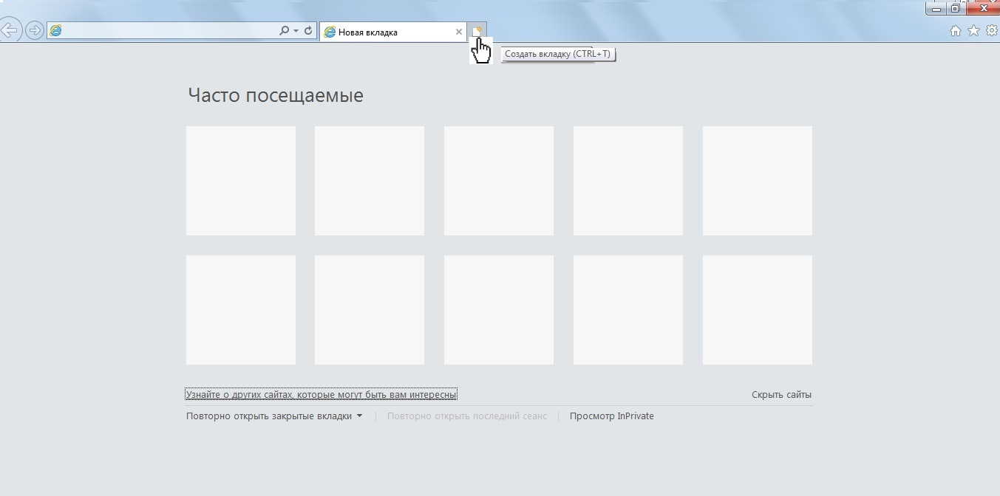 Новая вкладка
Создать вкладку (CTRL+T)
Часто посещаемые
Узнайте о других сайтах, которые могут быть вам интересны
Скрыть сайты
Повторно открыть закрытые вкладки
Повторно открыть последний сеанс
Просмотр InPrivate